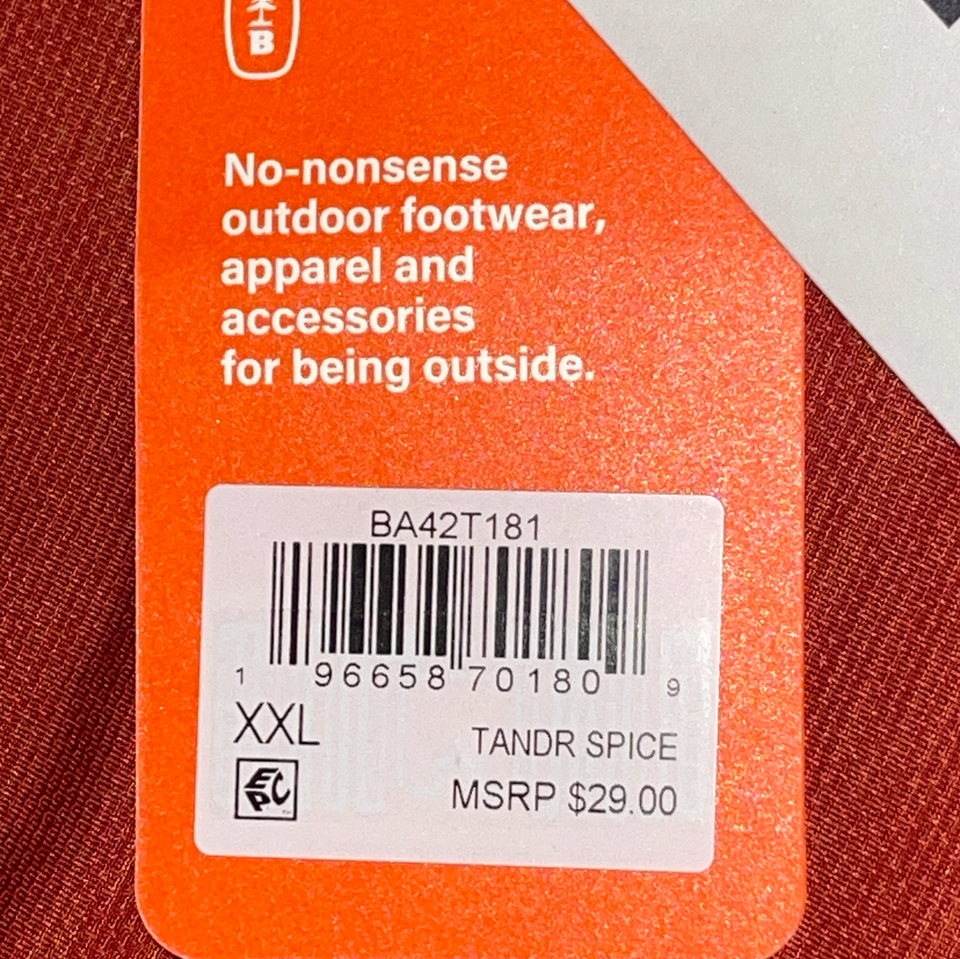 B
No-nonsense
outdoor footwear,
apparel and
accessories
for being outside.
BA42T181
1 96658 70180 9
XXL
TANDR SPICE
EPC
MSRP $29.00